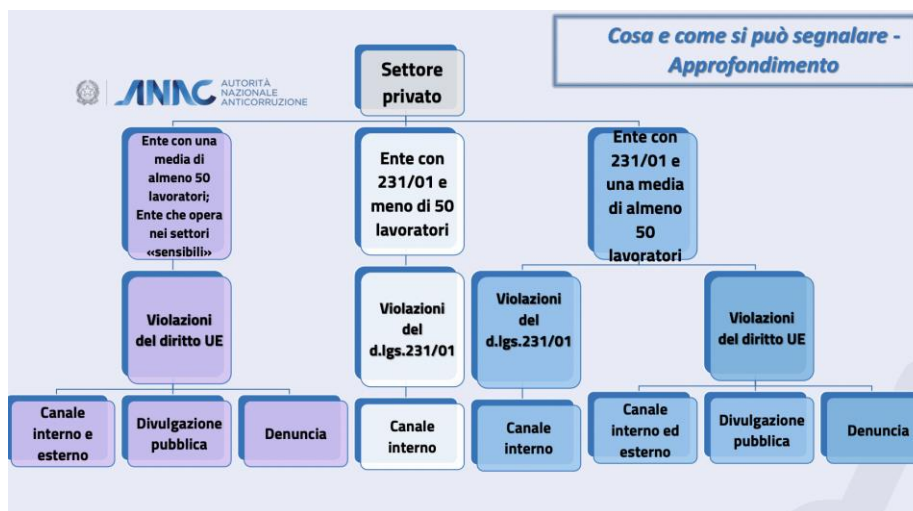 Cosa e come si può segnalare -
Approfondimento
ANAC
AUTORITÀ
NAZIONALE
ANTICORRUZIONE
Settore
privato
Ente con una
media di
almeno 50
lavoratori;
Ente che opera
nei settori
«sensibili»
Ente con
231/01 e
meno di 50
lavoratori
Ente con
231/01 e
una media
di almeno
50
lavoratori
Violazioni
del diritto UE
Violazioni
del
d.lgs.231/01
Violazioni
del
d.lgs.231/01
Violazioni
del diritto UE
Canale
interno e
esterno
Divulgazione
pubblica
Denuncia
Canale
interno
Canale
interno
Canale
interno ed
esterno
Divulgazione
pubblica
Denuncia